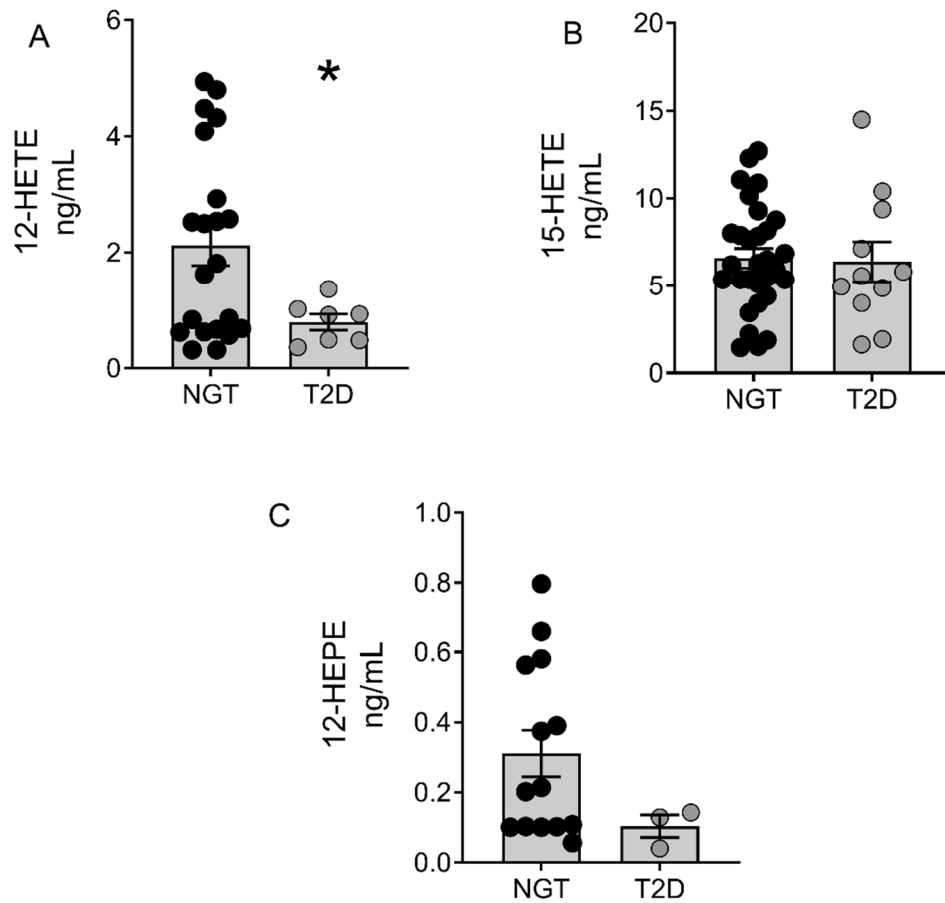 A
12-HETE
ng/mL
6
4
2
0
*
NGT T2D
B
15-HETE
ng/mL
20
15
10
5
0
NGT T2D
C
12-HEPE
ng/mL
1.0
0.8
0.6
0.4
0.2
0.0
NGT T2D